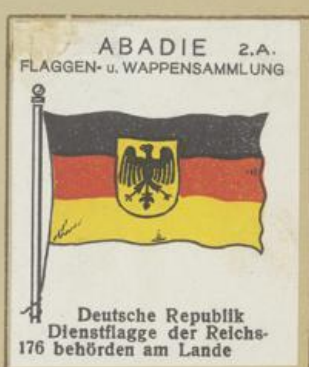 ABADIE 2.A.
FLAGGEN- u. WAPPENSAMMLUNG
Deutsche Republik
Dienstflagge der Reichs-
176 behörden am Lande